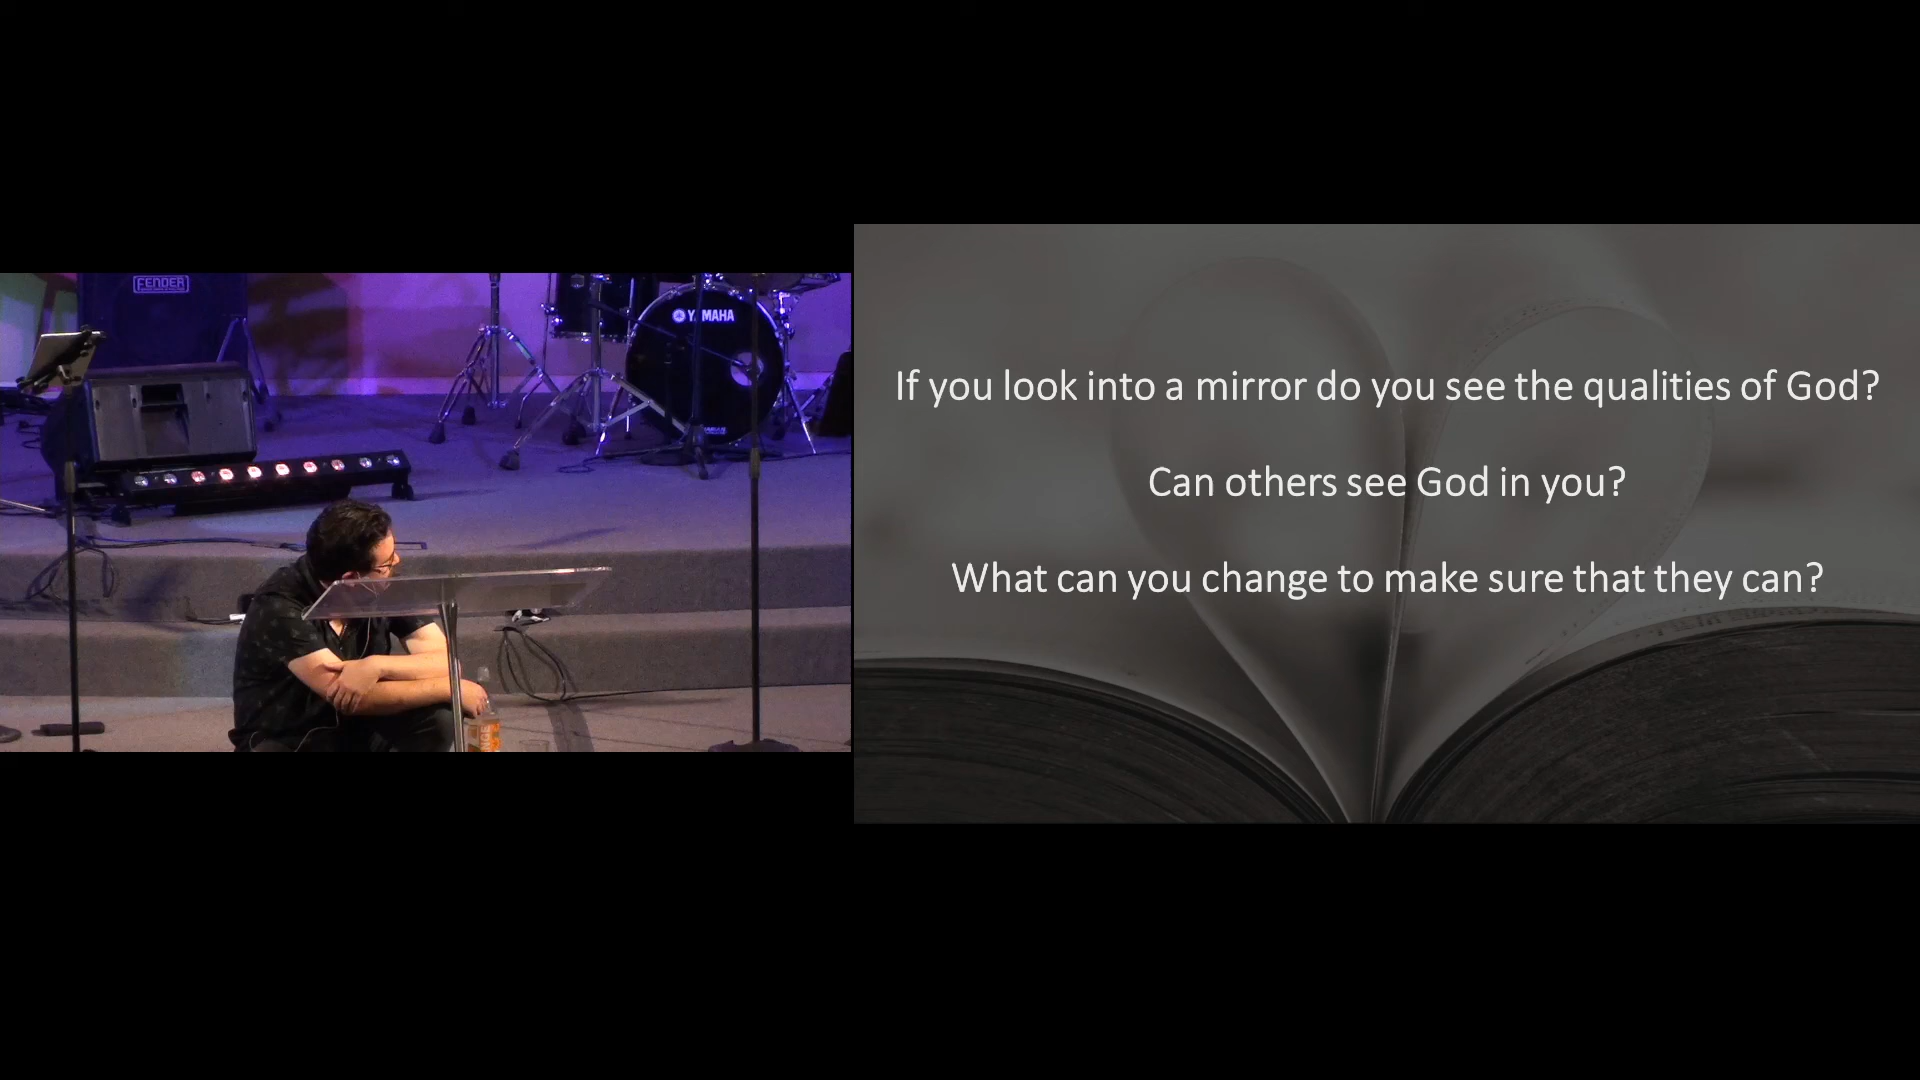 FENDER
YAMAHA
If you look into a mirror do you see the qualities of God?
Can others see God in you?
What can you change to make sure that they can?